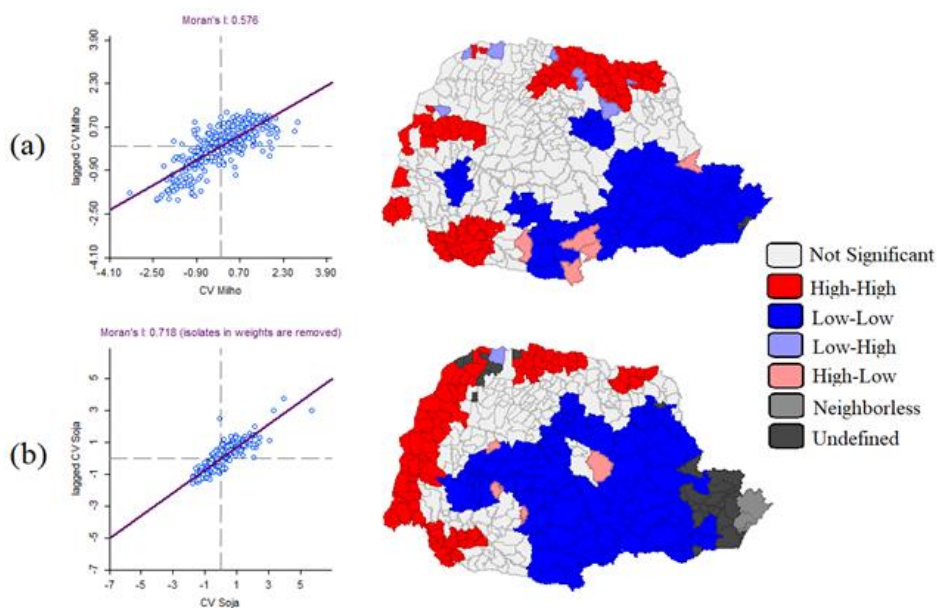 Moran's I: 0.576
(a)
lagged CV Milho
3.90
2.30
0.70
-0.90
-2.50
-4.10
-4.10 -2.50 -0.90 0.70 2.30 3.90
CV Milho
Not Significant
High-High
Low-Low
Low-High
High-Low
Neighborless
Undefined
Moran's I: 0.718 (isolates in weights are removed)
(b)
lagged CV Soja
5
3
1
-1
-3
-5
-7
-7 -5 -3 -1 1 3 5
CV Soja